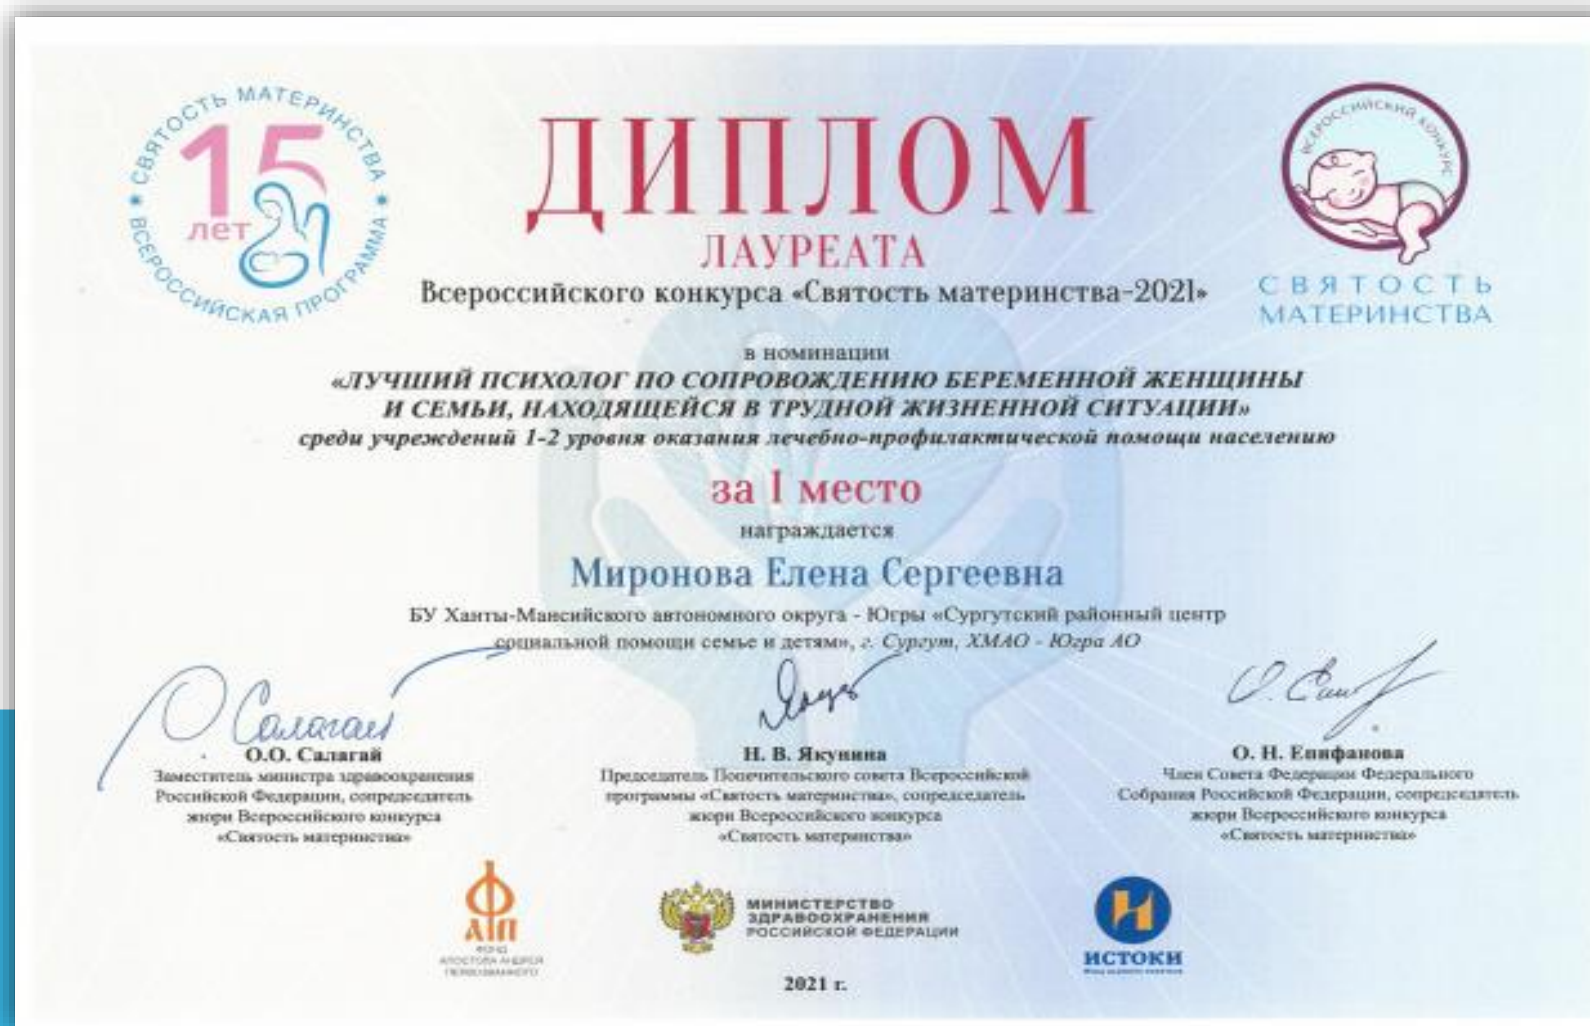 СВЯТОСТЬ МАТЕРИНСТВА
ВСЕРОССИЙСКАЯ ПРОГРАММА
15
лет
ДИПЛОМ
ЛАУРЕАТА
Всероссийского конкурса «Святость материнства-2021»
ВСЕРОССИЙСКИЙ КОНКУРС
СВЯТОСТЬ
МАТЕРИНСТВА
в номинации
«ЛУЧШИЙ ПСИХОЛОГ ПО СОПРОВОЖДЕНИЮ БЕРЕМЕННОЙ ЖЕНЩИНЫ
И СЕМЬИ, НАХОДЯЩЕЙСЯ В ТРУДНОЙ ЖИЗНЕННОЙ СИТУАЦИИ»
среди учреждений 1-2 уровня оказания лечебно-профилактической помощи населению
за 1 место
награждается
Миронова Елена Сергеевна
БУ Ханты-Мансийского автономного округа - Югры «Сургутский районный центр
социальной помощи семье и детям», г. Сургут, ХМАО - Югра АО
О.О. Салагай
Заместитель министра здравоохранения
Российской Федерации, сопредседатель
жюри Всероссийского конкурса
«Святость материнства»
Н. В. Якунина
Председатель Попечительского совета Всероссийской
программы «Святость материнства», сопредседатель
жюри Всероссийского конкурса
«Святость материнства»
О. Н. Епифанова
Член Совета Федерации Федерального
Собрания Российской Федерации, сопредседатель
жюри Всероссийского конкурса
«Святость материнства»
ФОНД
АПОСТОЛА АНДРЕЯ
ПЕРВОЗВАННОГО
МИНИСТЕРСТВО
ЗДРАВООХРАНЕНИЯ
РОССИЙСКОЙ ФЕДЕРАЦИИ
ИСТОКИ
2021 г.